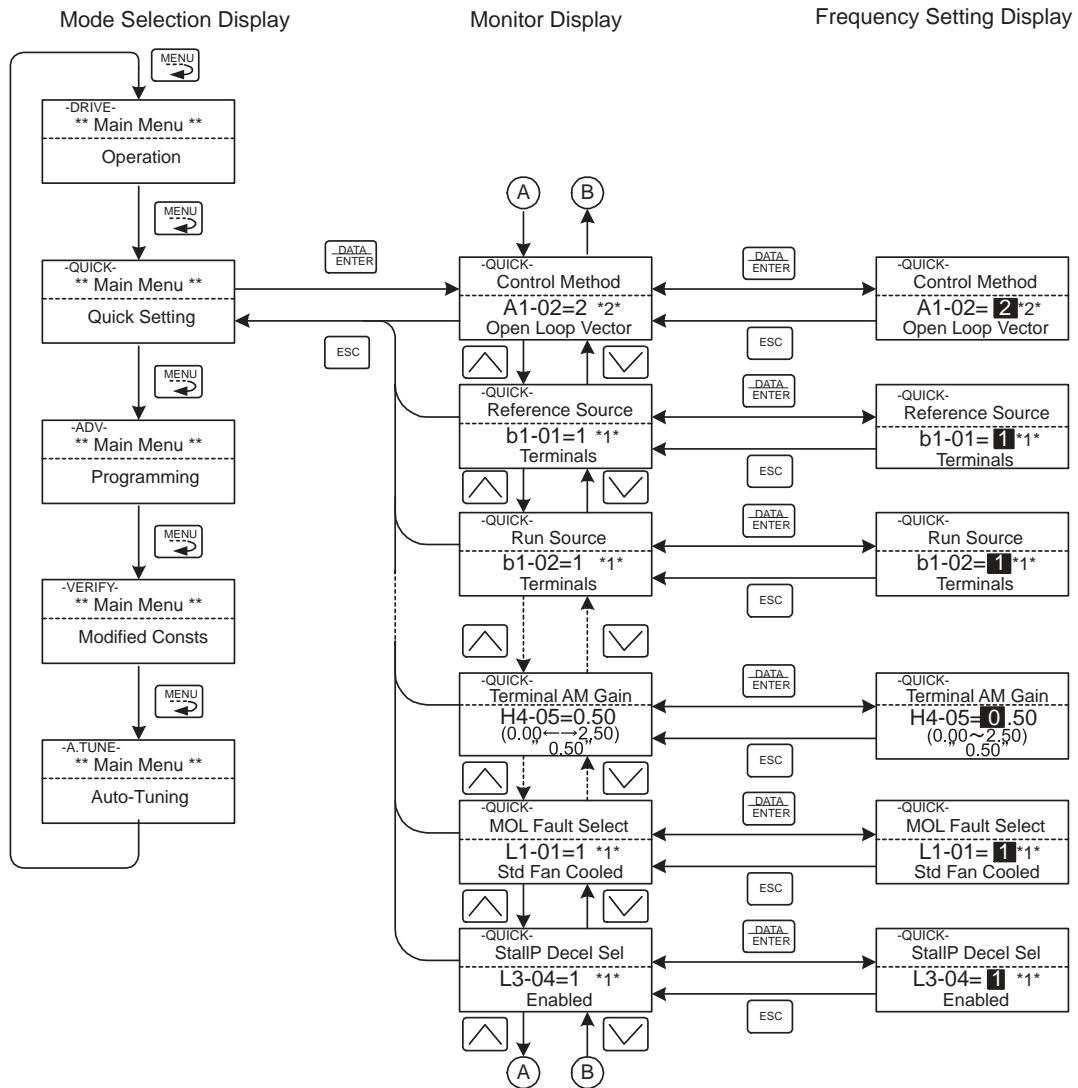 Mode Selection Display
Monitor Display
Frequency Setting Display
MENU
-DRIVE-
** Main Menu **
Operation
MENU
-QUICK-
** Main Menu **
Quick Setting
MENU
-ADV-
** Main Menu **
Programming
MENU
-VERIFY-
** Main Menu **
Modified Consts
MENU
-A.TUNE-
** Main Menu **
Auto-Tuning
DATA
ENTER
ESC
A
B
-QUICK-
Control Method
A1-02=2 *2*
Open Loop Vector
DATA
ENTER
ESC
-QUICK-
Control Method
A1-02= 2 *2*
Open Loop Vector
-QUICK-
Reference Source
b1-01=1 *1*
Terminals
DATA
ENTER
ESC
-QUICK-
Reference Source
b1-01= 1 *1*
Terminals
-QUICK-
Run Source
b1-02=1 *1*
Terminals
DATA
ENTER
ESC
-QUICK-
Run Source
b1-02= 1 *1*
Terminals
-QUICK-
Terminal AM Gain
H4-05=0.50
(0.00←→2.50)
” 0.50”
DATA
ENTER
ESC
-QUICK-
Terminal AM Gain
H4-05= 0 .50
(0.00～2.50)
” 0.50”
-QUICK-
MOL Fault Select
L1-01=1 *1*
Std Fan Cooled
DATA
ENTER
ESC
-QUICK-
MOL Fault Select
L1-01= 1 *1*
Std Fan Cooled
-QUICK-
StallP Decel Sel
L3-04=1 *1*
Enabled
DATA
ENTER
ESC
-QUICK-
StallP Decel Sel
L3-04= 1 *1*
Enabled
A
B